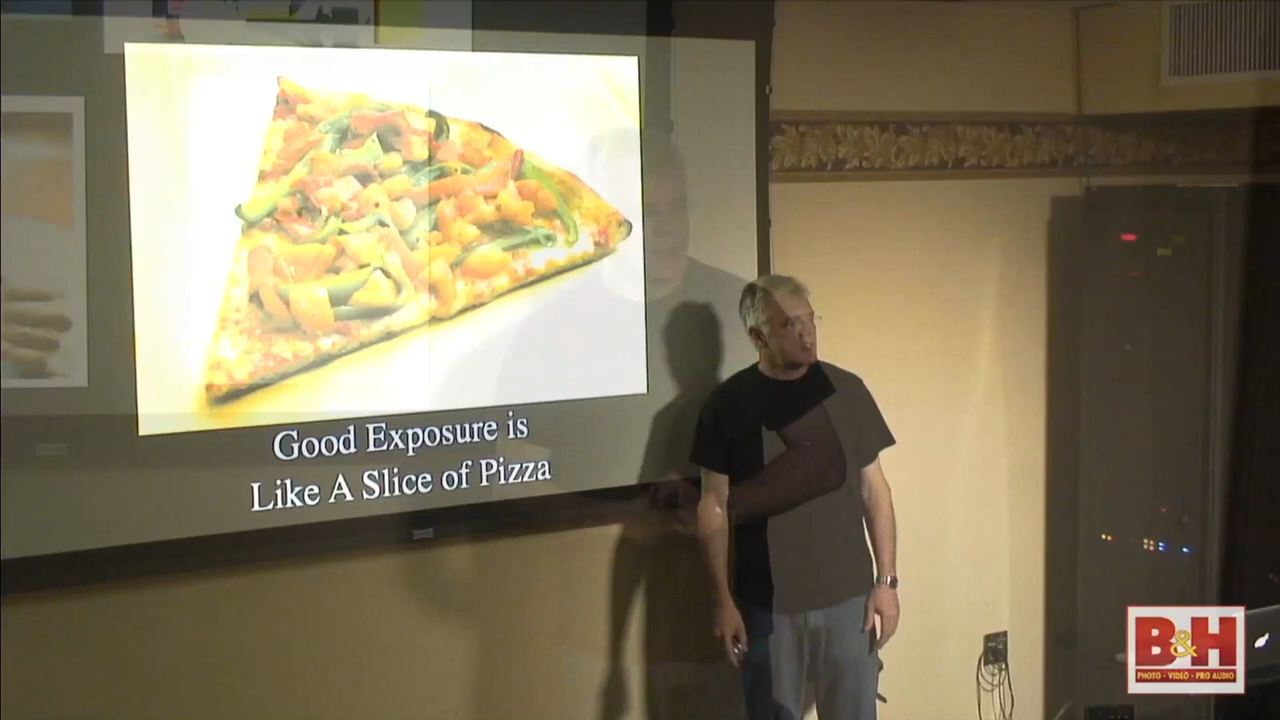 Good Exposure is
Like A Slice of Pizza
B&H
PHOTO - VIDEO - PRO AUDIO